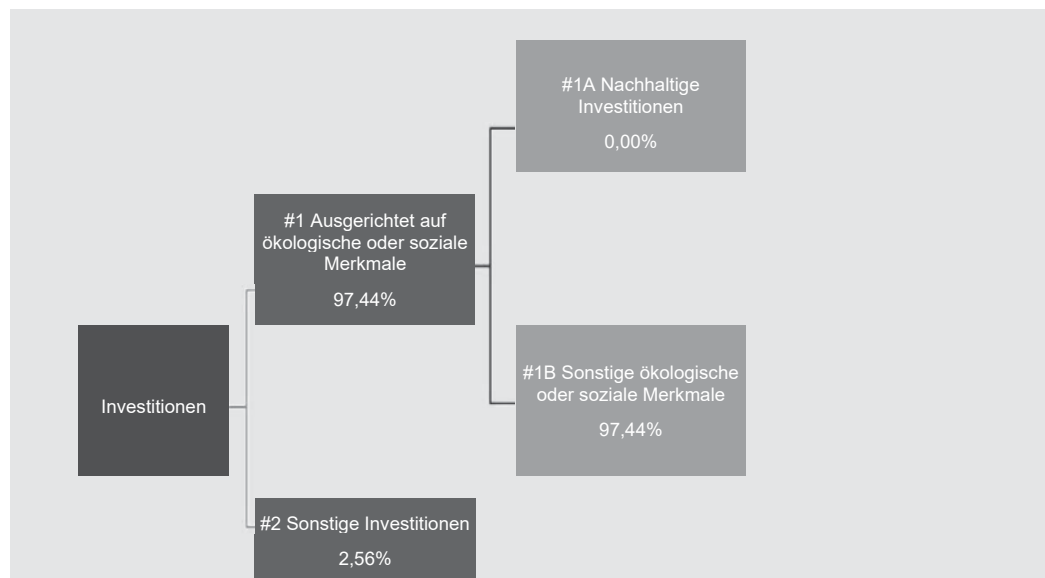 #1A Nachhaltige
Investitionen
0,00%
#1 Ausgerichtet auf
ökologische oder soziale
Merkmale
97,44%
#1B Sonstige ökologische
oder soziale Merkmale
97,44%
Investitionen
#2 Sonstige Investitionen
2,56%